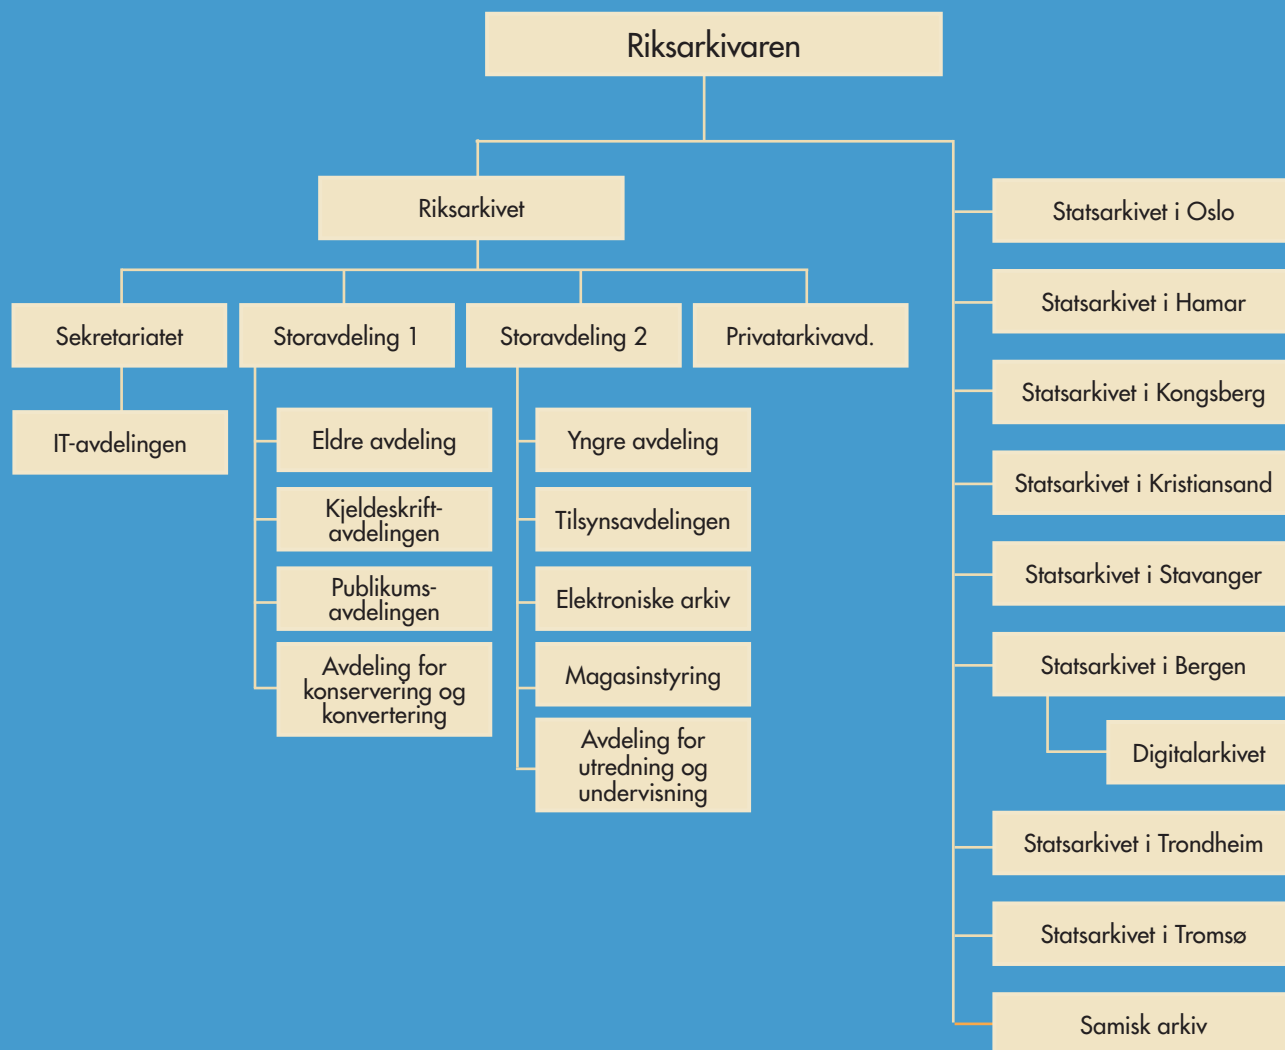 Riksarkivaren
Riksarkivet
Sekretariatet
Storavdeling 1
Storavdeling 2
Privatarkivavd.
IT-avdelingen
Eldre avdeling
Kjeldeskrift-
avdelingen
Publikums-
avdelingen
Avdeling for
konservering og
konvertering
Yngre avdeling
Tilsynsavdelingen
Elektroniske arkiv
Magasinstyring
Avdeling for
utredning og
undervisning
Statsarkivet i Oslo
Statsarkivet i Hamar
Statsarkivet i Kongsberg
Statsarkivet i Kristiansand
Statsarkivet i Stavanger
Statsarkivet i Bergen
Digitalarkivet
Statsarkivet i Trondheim
Statsarkivet i Tromsø
Samisk arkiv